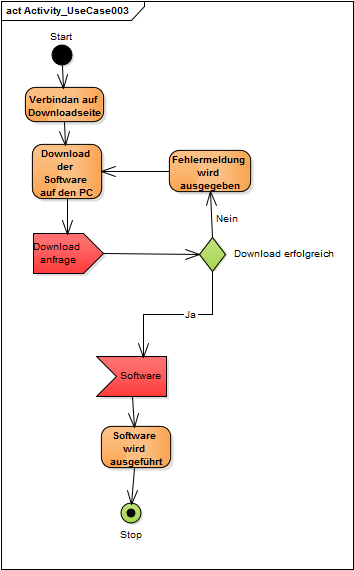 act Activity_UseCase003
Start
Verbindan auf
Downloadseite
Download
der
Software
auf den PC
Fehlermeldung
wird
ausgegeben
Nein
Download
anfrage
Download erfolgreich
Ja
Software
Software
wird
ausgeführt
Stop